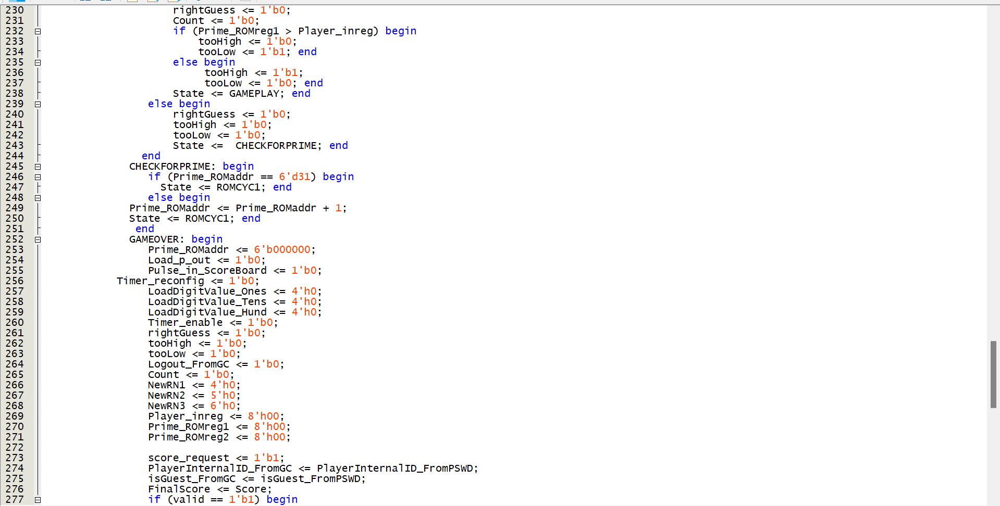 230 rightGuess <= 1'b0;
231 Count <= 1'b0;
232 if (Prime_ROMreg1 > Player_inreg) begin
233 tooHigh <= 1'b0;
234 tooLow <= 1'b1; end
235 else begin
236 tooHigh <= 1'b1;
237 tooLow <= 1'b0; end
238 State <= GAMEPLAY; end
239 else begin
240 rightGuess <= 1'b0;
241 tooHigh <= 1'b0;
242 tooLow <= 1'b0;
243 State <=  CHECKFORPRIME; end
244 end
245 CHECKFORPRIME: begin
246 if (Prime_ROMaddr == 6'd31) begin
247 State <= ROMCYC1; end
248 else begin
249 Prime_ROMaddr <= Prime_ROMaddr + 1;
250 State <= ROMCYC1; end
251 end
252 GAMEOVER: begin
253 Prime_ROMaddr <= 6'b000000;
254 Load_p_out <= 1'b0;
255 Pulse_in_ScoreBoard <= 1'b0;
256 Timer_reconfig <= 1'b0;
257 LoadDigitValue_Ones <= 4'h0;
258 LoadDigitValue_Tens <= 4'h0;
259 LoadDigitValue_Hund <= 4'h0;
260 Timer_enable <= 1'b0;
261 rightGuess <= 1'b0;
262 tooHigh <= 1'b0;
263 tooLow <= 1'b0;
264 Logout_FromGC <= 1'b0;
265 Count <= 1'b0;
266 NewRN1 <= 4'h0;
267 NewRN2 <= 5'h0;
268 NewRN3 <= 6'h0;
269 Player_inreg <= 8'h00;
270 Prime_ROMreg1 <= 8'h00;
271 Prime_ROMreg2 <= 8'h00;
272
273 score_request <= 1'b1;
274 PlayerInternalID_FromGC <= PlayerInternalID_FromPSWD;
275 isGuest_FromGC <= isGuest_FromPSWD;
276 FinalScore <= Score;
277 if (valid == 1'b1) begin